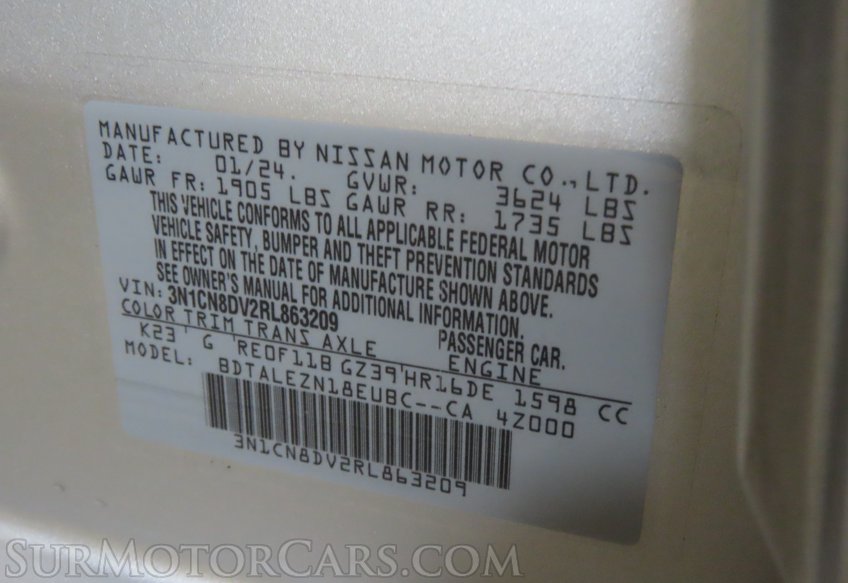 MANUFACTURED BY NISSAN MOTOR CO., LTD.
DATE: 01/24. GVWR: 3624 LBS
GAWR FR: 1905 LBS GAWR RR: 1735 LBS
THIS VEHICLE CONFORMS TO ALL APPLICABLE FEDERAL MOTOR
VEHICLE SAFETY, BUMPER AND THEFT PREVENTION STANDARDS
IN EFFECT ON THE DATE OF MANUFACTURE SHOWN ABOVE.
SEE OWNER'S MANUAL FOR ADDITIONAL INFORMATION.
VIN: 3N1CN8DV2RL863209 PASSENGER CAR.
COLOR TRIM TRANS AXLE ENGINE
K23 G RE0F11B GZ39 HR16DE 1598 CC
MODEL: BDTALEZN18EUBC--CA 4Z000
3N1CN8DV2RL863209
SURMOTORCARS.COM